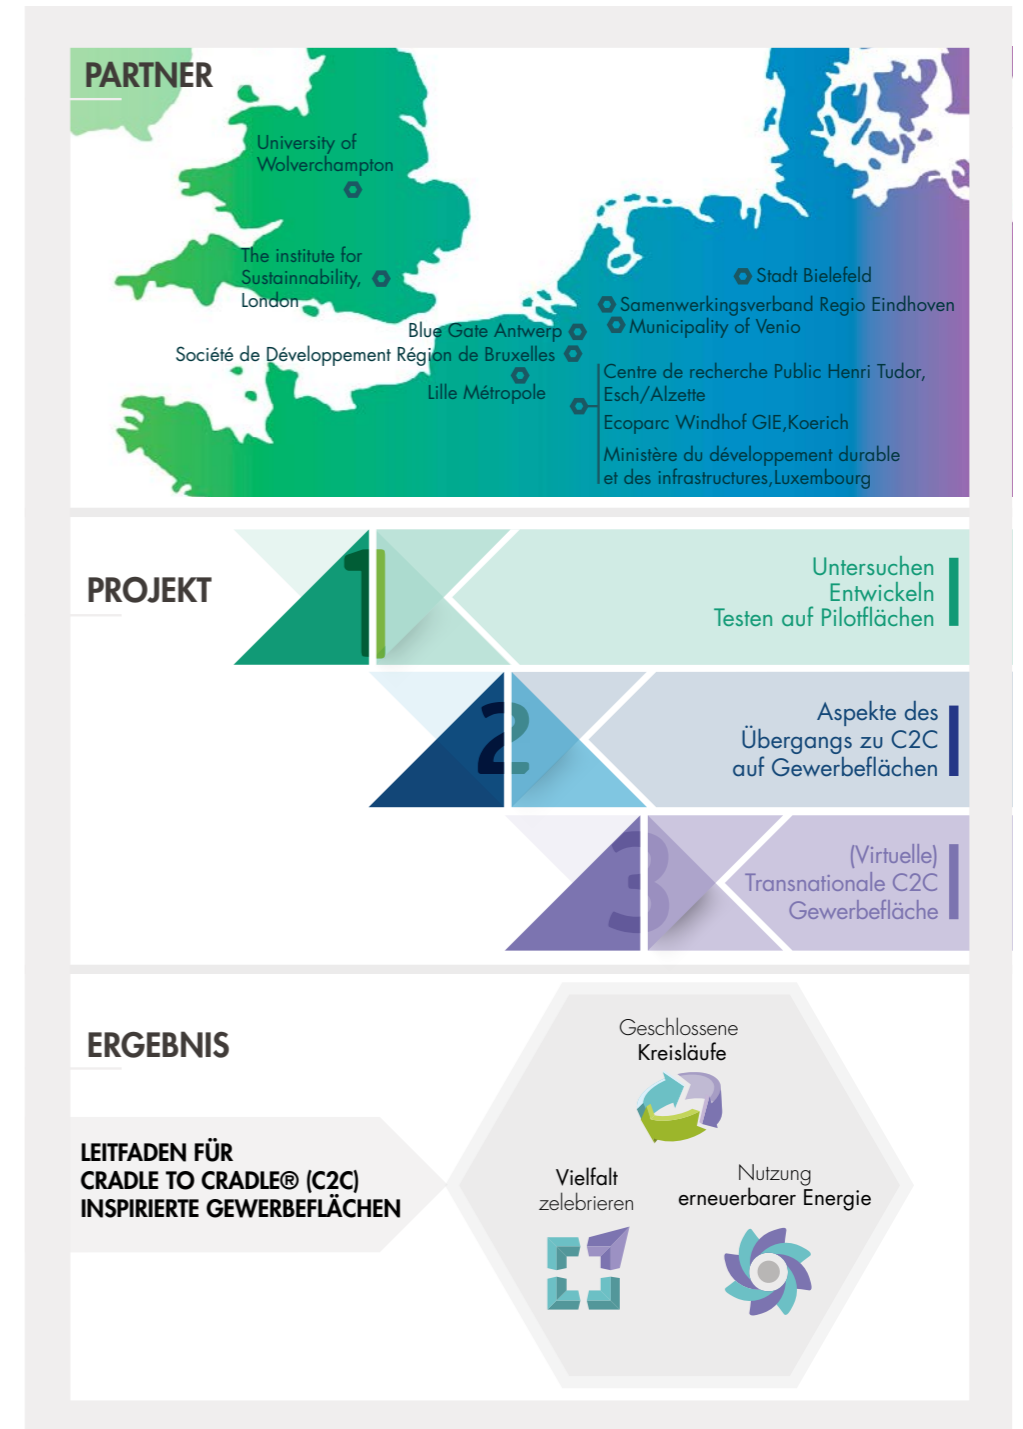 PARTNER
University of
Wolverchampton
The institute for
Sustainnability,
London
Stadt Bielefeld
Samenwerkingsverband Regio Eindhoven
Municipality of Venio
Blue Gate Antwerp
Société de Développement Région de Bruxelles
Lille Métropole
Centre de recherche Public Henri Tudor,
Esch/Alzette
Ecoparc Windhof GIE,Koerich
Ministère du développement durable
et des infrastructures,Luxembourg
PROJEKT
1
Untersuchen
Entwickeln
Testen auf Pilotflächen
2
Aspekte des
Übergangs zu C2C
auf Gewerbeflächen
3
(Virtuelle)
Transnationale C2C
Gewerbefläche
ERGEBNIS
LEITFADEN FÜR
CRADLE TO CRADLE® (C2C)
INSPIRIERTE GEWERBEFLÄCHEN
Geschlossene
Kreisläufe
Vielfalt
zelebrieren
Nutzung
erneuerbarer Energie